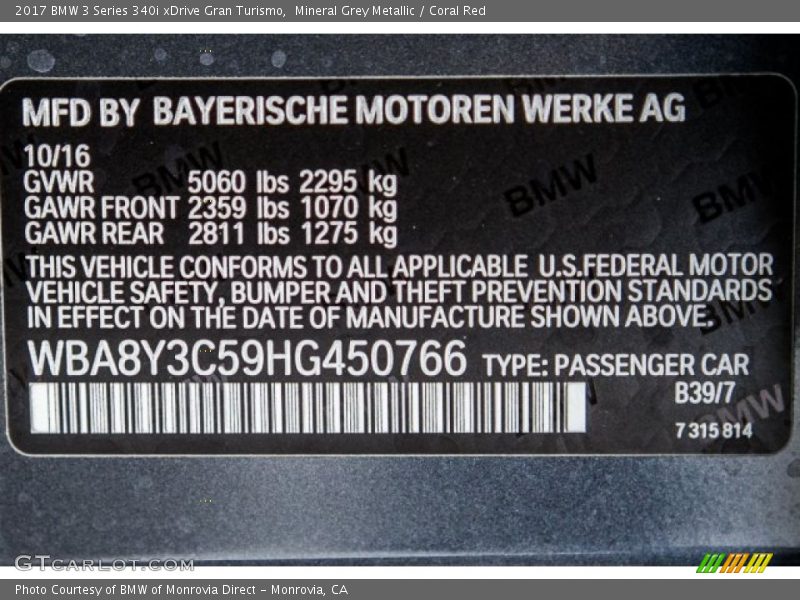 2017 BMW 3 Series 340i xDrive Gran Turismo,  Mineral Grey Metallic / Coral Red
MFD BY BAYERISCHE MOTOREN WERKE AG
10/16
GVWR 5060 lbs 2295 kg
GAWR FRONT 2359 lbs 1070 kg
GAWR REAR 2811 lbs 1275 kg
THIS VEHICLE CONFORMS TO ALL APPLICABLE U.S.FEDERAL MOTOR
VEHICLE SAFETY, BUMPER AND THEFT PREVENTION STANDARDS
IN EFFECT ON THE DATE OF MANUFACTURE SHOWN ABOVE.
WBA8Y3C59HG450766 TYPE: PASSENGER CAR
B39/7
7 315 814
GTCARLOT.COM
Photo Courtesy of BMW of Monrovia Direct – Monrovia, CA